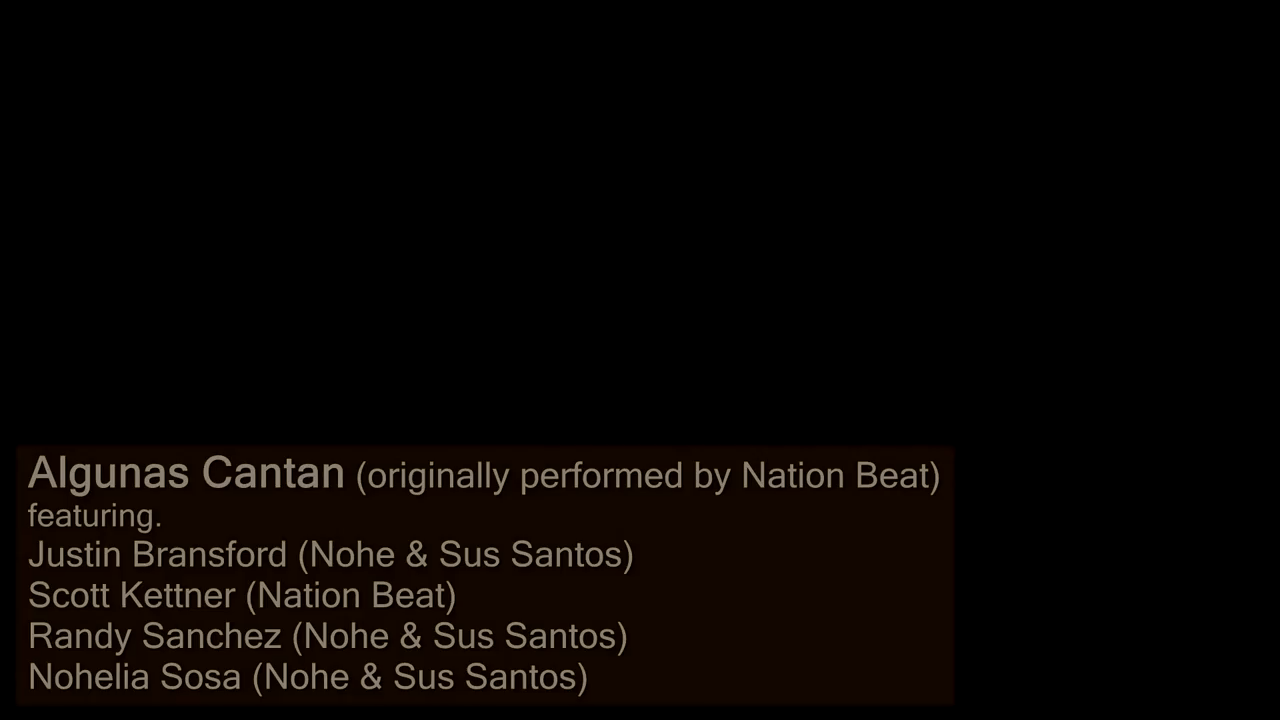 Algunas Cantan (originally performed by Nation Beat)
featuring.
Justin Bransford (Nohe & Sus Santos)
Scott Kettner (Nation Beat)
Randy Sanchez (Nohe & Sus Santos)
Nohelia Sosa (Nohe & Sus Santos)